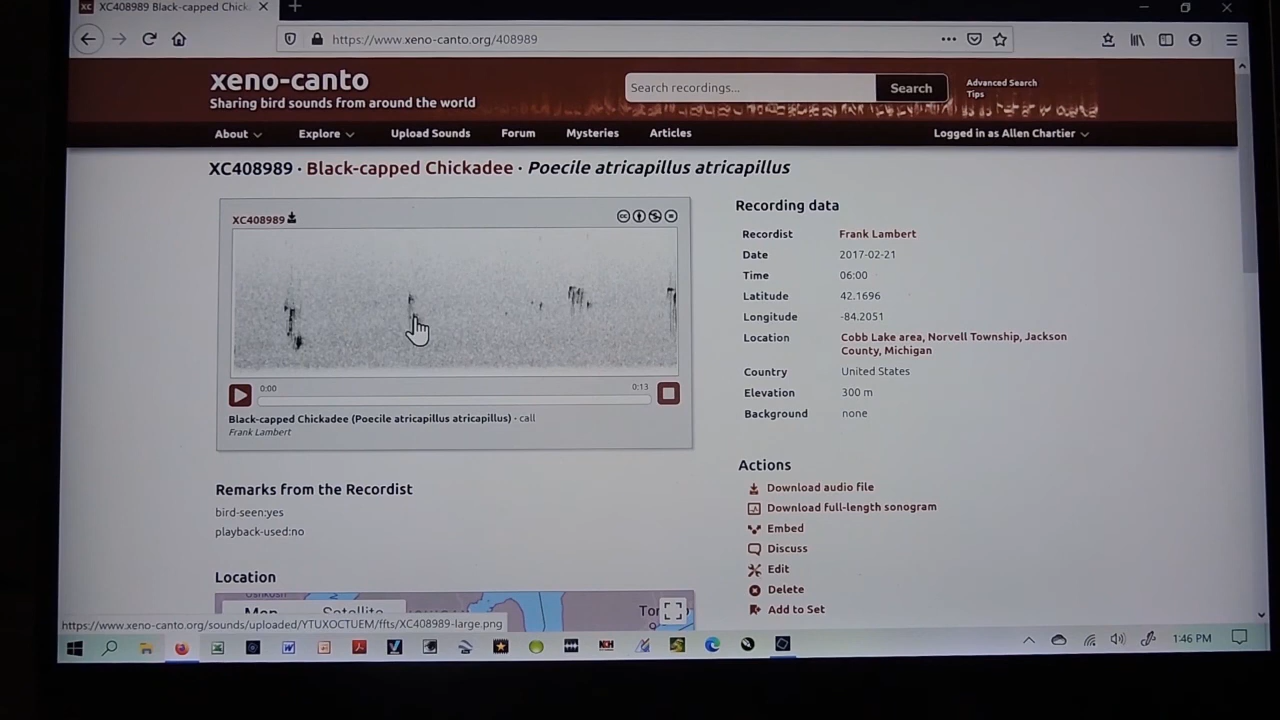 XC408989 Black-capped Chick
https://www.xeno-canto.org/408989
xeno-canto
Sharing bird sounds from around the world
Search recordings...
Search
Advanced Search
Tips
About
Explore
Upload Sounds
Forum
Mysteries
Articles
Logged in as Allen Chartier
XC408989 · Black-capped Chickadee · Poecile atricapillus atricapillus
XC408989
0:00
0:13
Black-capped Chickadee (Poecile atricapillus atricapillus) - call
Frank Lambert
Recording data
Recordist Frank Lambert
Date 2017-02-21
Time 06:00
Latitude 42.1696
Longitude -84.2051
Location Cobb Lake area, Norvell Township, Jackson
County, Michigan
Country United States
Elevation 300 m
Background none
Remarks from the Recordist
bird-seen:yes
playback-used:no
Actions
Download audio file
Download full-length sonogram
Embed
Discuss
Edit
Delete
Add to Set
Location
Map Satellite
https://www.xeno-canto.org/sounds/uploaded/YTUXOCTUEM/ffts/XC408989-large.png
1:46 PM